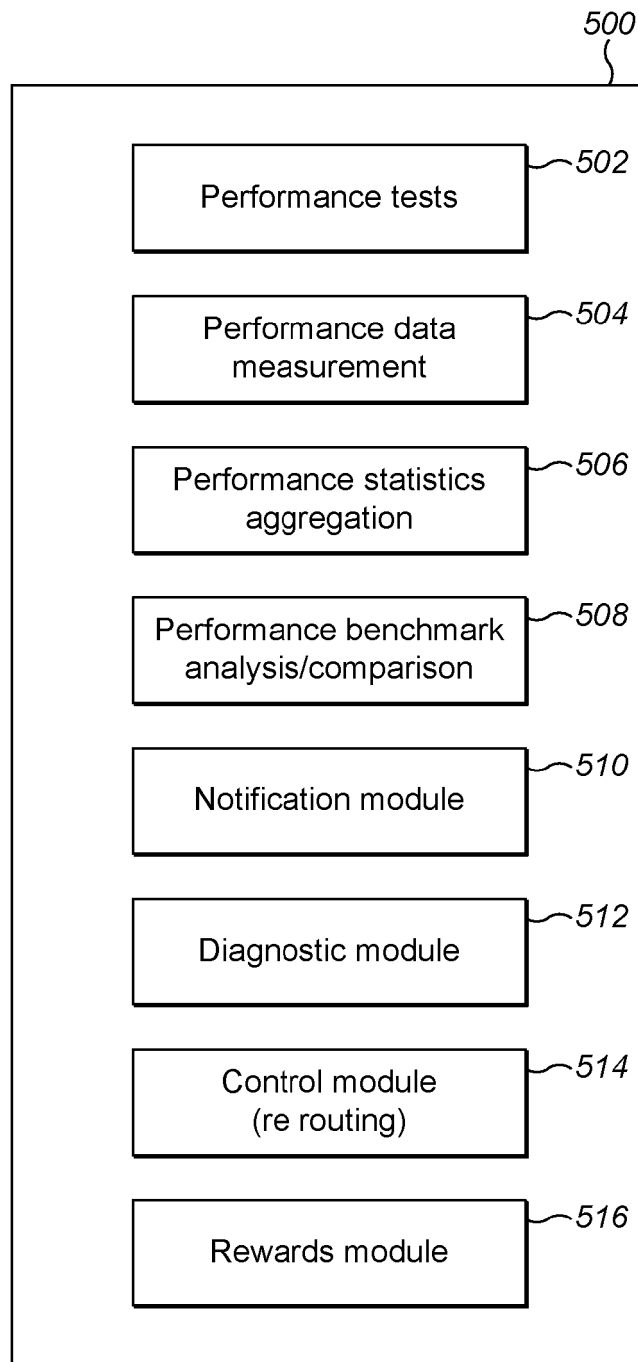 500
502
Performance tests
504
Performance data
measurement
506
Performance statistics
aggregation
508
Performance benchmark
analysis/comparison
510
Notification module
512
Diagnostic module
514
Control module
(re routing)
516
Rewards module